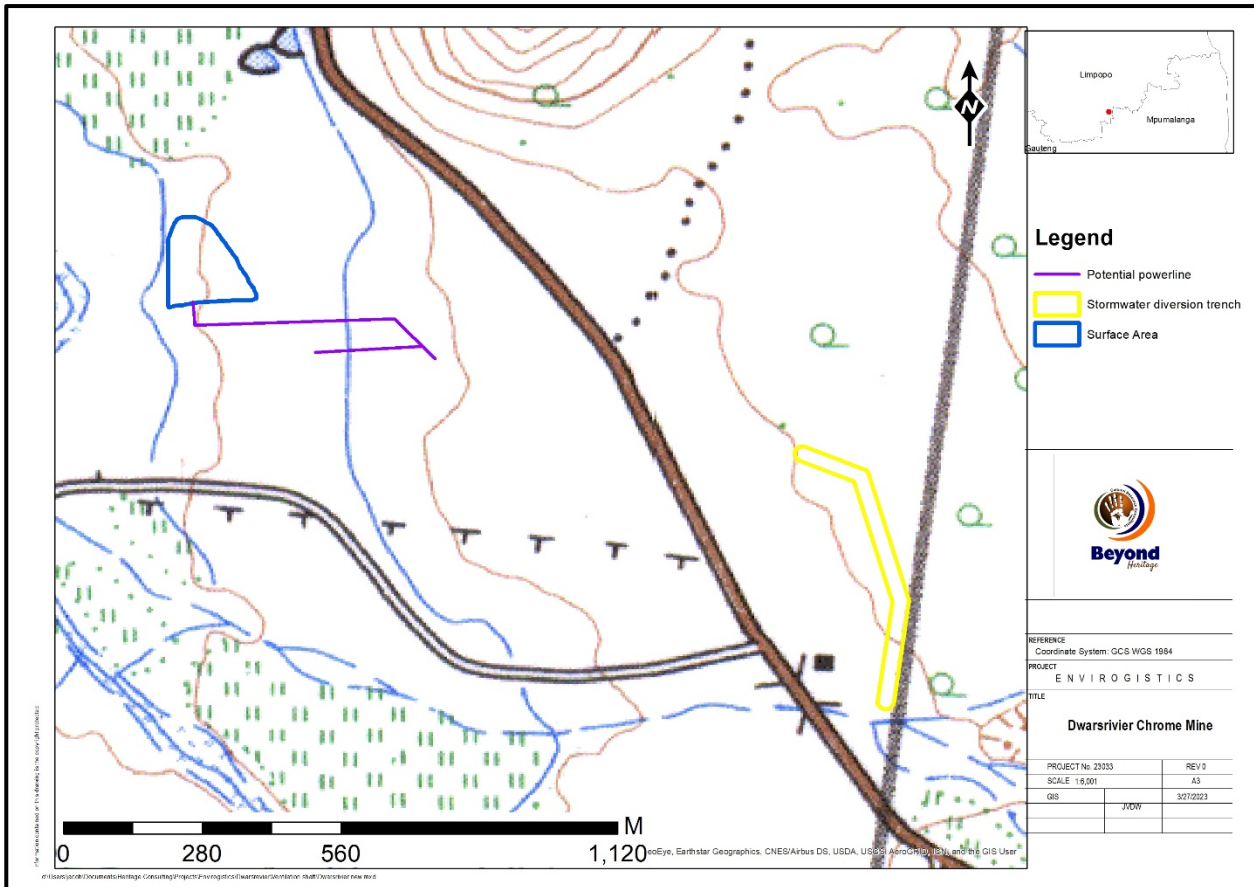 N
Limpopo
Mpumalanga
Gauteng
Legend
Potential powerline
Stormwater diversion trench
Surface Area
Beyond
Heritage
REFERENCE
Coordinate System: GCS WGS 1984
PROJECT
ENVIROGISTICS
TITLE
Dwarsrivier Chrome Mine
PROJECT No. 23033 REV 0
SCALE 1:6,001 A3
GIS 3/27/2023
JVDW
M
0 280 560 1,120
eoEye, Earthstar Geographics, CNES/Airbus DS, USDA, USGS, AeroGRID, IGN, and the GIS User